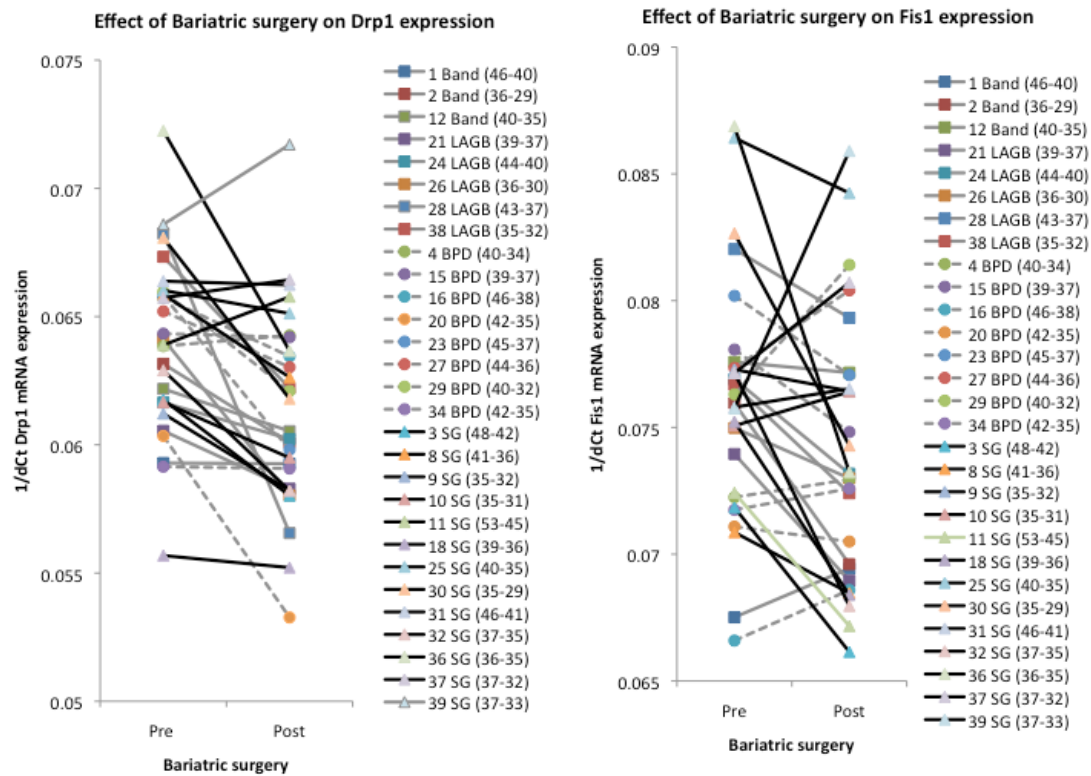 Effect of Bariatric surgery on Drp1 expression
0.075
0.07
0.065
0.06
0.055
0.05
1/dCt Drp1 mRNA expression
Pre
Post
Bariatric surgery
1 Band (46-40)
2 Band (36-29)
12 Band (40-35)
21 LAGB (39-37)
24 LAGB (44-40)
26 LAGB (36-30)
28 LAGB (43-37)
38 LAGB (35-32)
4 BPD (40-34)
15 BPD (39-37)
16 BPD (46-38)
20 BPD (42-35)
23 BPD (45-37)
27 BPD (44-36)
29 BPD (40-32)
34 BPD (42-35)
3 SG (48-42)
8 SG (41-36)
9 SG (35-32)
10 SG (35-31)
11 SG (53-45)
18 SG (39-36)
25 SG (40-35)
30 SG (35-29)
31 SG (46-41)
32 SG (37-35)
36 SG (36-35)
37 SG (37-32)
39 SG (37-33)
Effect of Bariatric surgery on Fis1 expression
0.09
0.085
0.08
0.075
0.07
0.065
1/dCt Fis1 mRNA expression
Pre
Post
Bariatric surgery
1 Band (46-40)
2 Band (36-29)
12 Band (40-35)
21 LAGB (39-37)
24 LAGB (44-40)
26 LAGB (36-30)
28 LAGB (43-37)
38 LAGB (35-32)
4 BPD (40-34)
15 BPD (39-37)
16 BPD (46-38)
20 BPD (42-35)
23 BPD (45-37)
27 BPD (44-36)
29 BPD (40-32)
34 BPD (42-35)
3 SG (48-42)
8 SG (41-36)
9 SG (35-32)
10 SG (35-31)
11 SG (53-45)
18 SG (39-36)
25 SG (40-35)
30 SG (35-29)
31 SG (46-41)
32 SG (37-35)
36 SG (36-35)
37 SG (37-32)
39 SG (37-33)